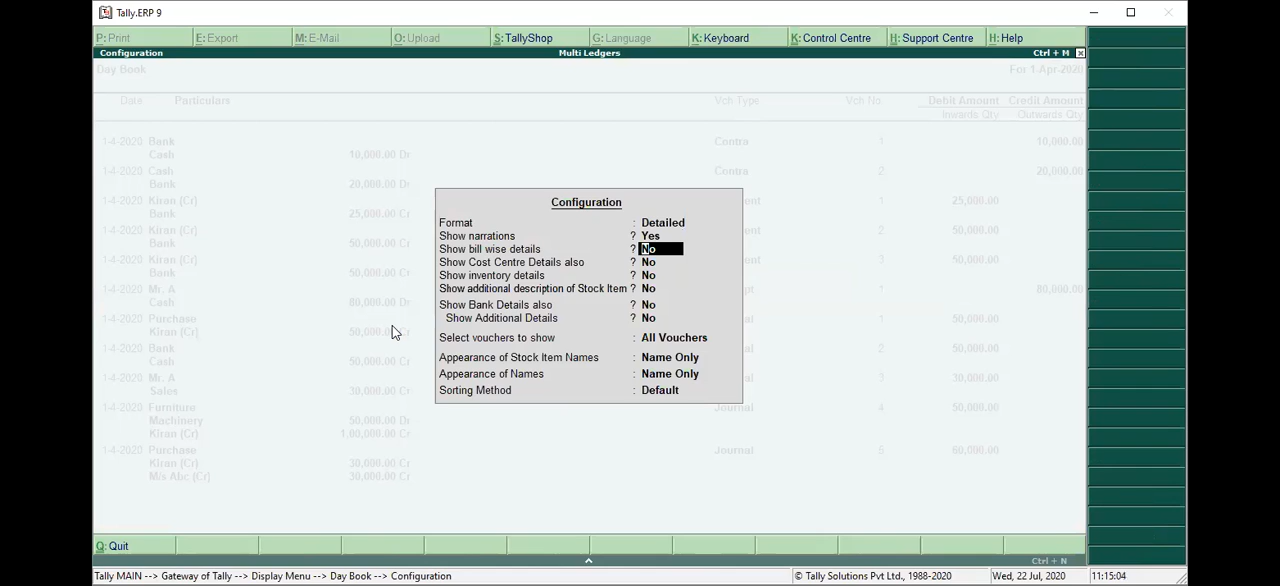 Tally.ERP 9
P: Print E: Export M: E-Mail O: Upload S: TallyShop G: Language K: Keyboard K: Control Centre H: Support Centre H: Help
Configuration Multi Ledgers Ctrl + M
Day Book For 1-Apr-2020
Date Particulars Vch Type Vch No. Debit Amount Credit Amount
Inwards Qty Outwards Qty
1-4-2020 Bank Contra 1 10,000.00
Cash 10,000.00 Dr
1-4-2020 Cash Contra 2 20,000.00
Bank 20,000.00 Dr
1-4-2020 Kiran (Cr) 1 25,000.00
Bank 25,000.00 Cr
1-4-2020 Kiran (Cr) 2 50,000.00
Bank 50,000.00 Cr
1-4-2020 Kiran (Cr) 3 50,000.00
Bank 50,000.00 Cr
1-4-2020 Mr. A 1 80,000.00
Cash 80,000.00 Dr
1-4-2020 Purchase 1 50,000.00
Kiran (Cr) 50,000.00 Cr
1-4-2020 Bank 2 50,000.00
Cash 50,000.00 Cr
1-4-2020 Mr. A 3 30,000.00
Sales 30,000.00 Cr
1-4-2020 Furniture Journal 4 50,000.00
Machinery 50,000.00 Dr
Kiran (Cr) 1,00,000.00 Cr
1-4-2020 Purchase Journal 5 60,000.00
Kiran (Cr) 30,000.00 Cr
M/s Abc (Cr) 30,000.00 Cr
Configuration
Format : Detailed
Show narrations ? Yes
Show bill wise details ? No
Show Cost Centre Details also ? No
Show inventory details ? No
Show additional description of Stock Item ? No
Show Bank Details also ? No
Show Additional Details ? No
Select vouchers to show : All Vouchers
Appearance of Stock Item Names : Name Only
Appearance of Names : Name Only
Sorting Method : Default
Q: Quit
Ctrl + N
Tally MAIN --> Gateway of Tally --> Display Menu --> Day Book --> Configuration © Tally Solutions Pvt Ltd., 1988-2020 Wed, 22 Jul, 2020 11:15:04